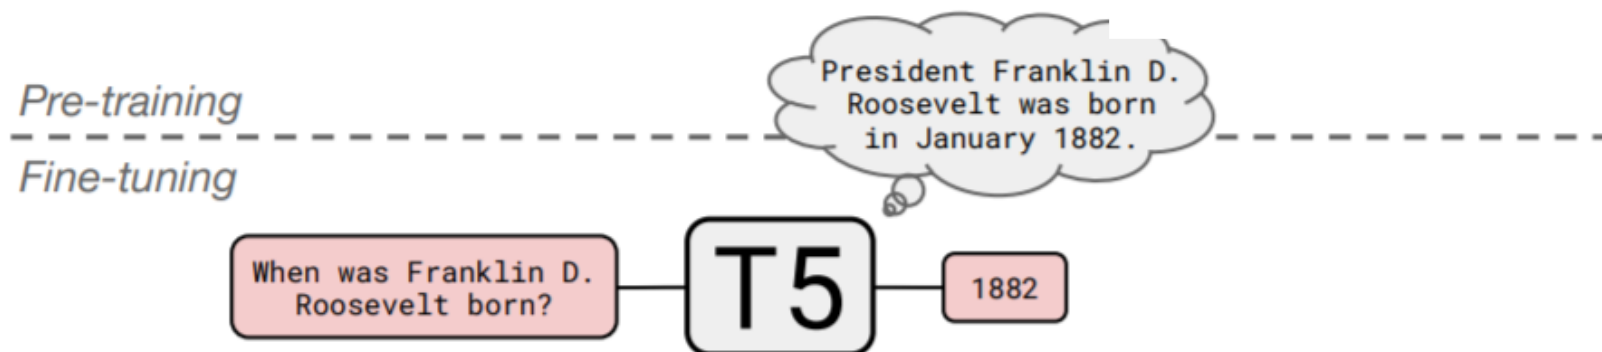 Pre-training
President Franklin D.
Roosevelt was born
in January 1882.
Fine-tuning
When was Franklin D.
Roosevelt born?
T5
1882